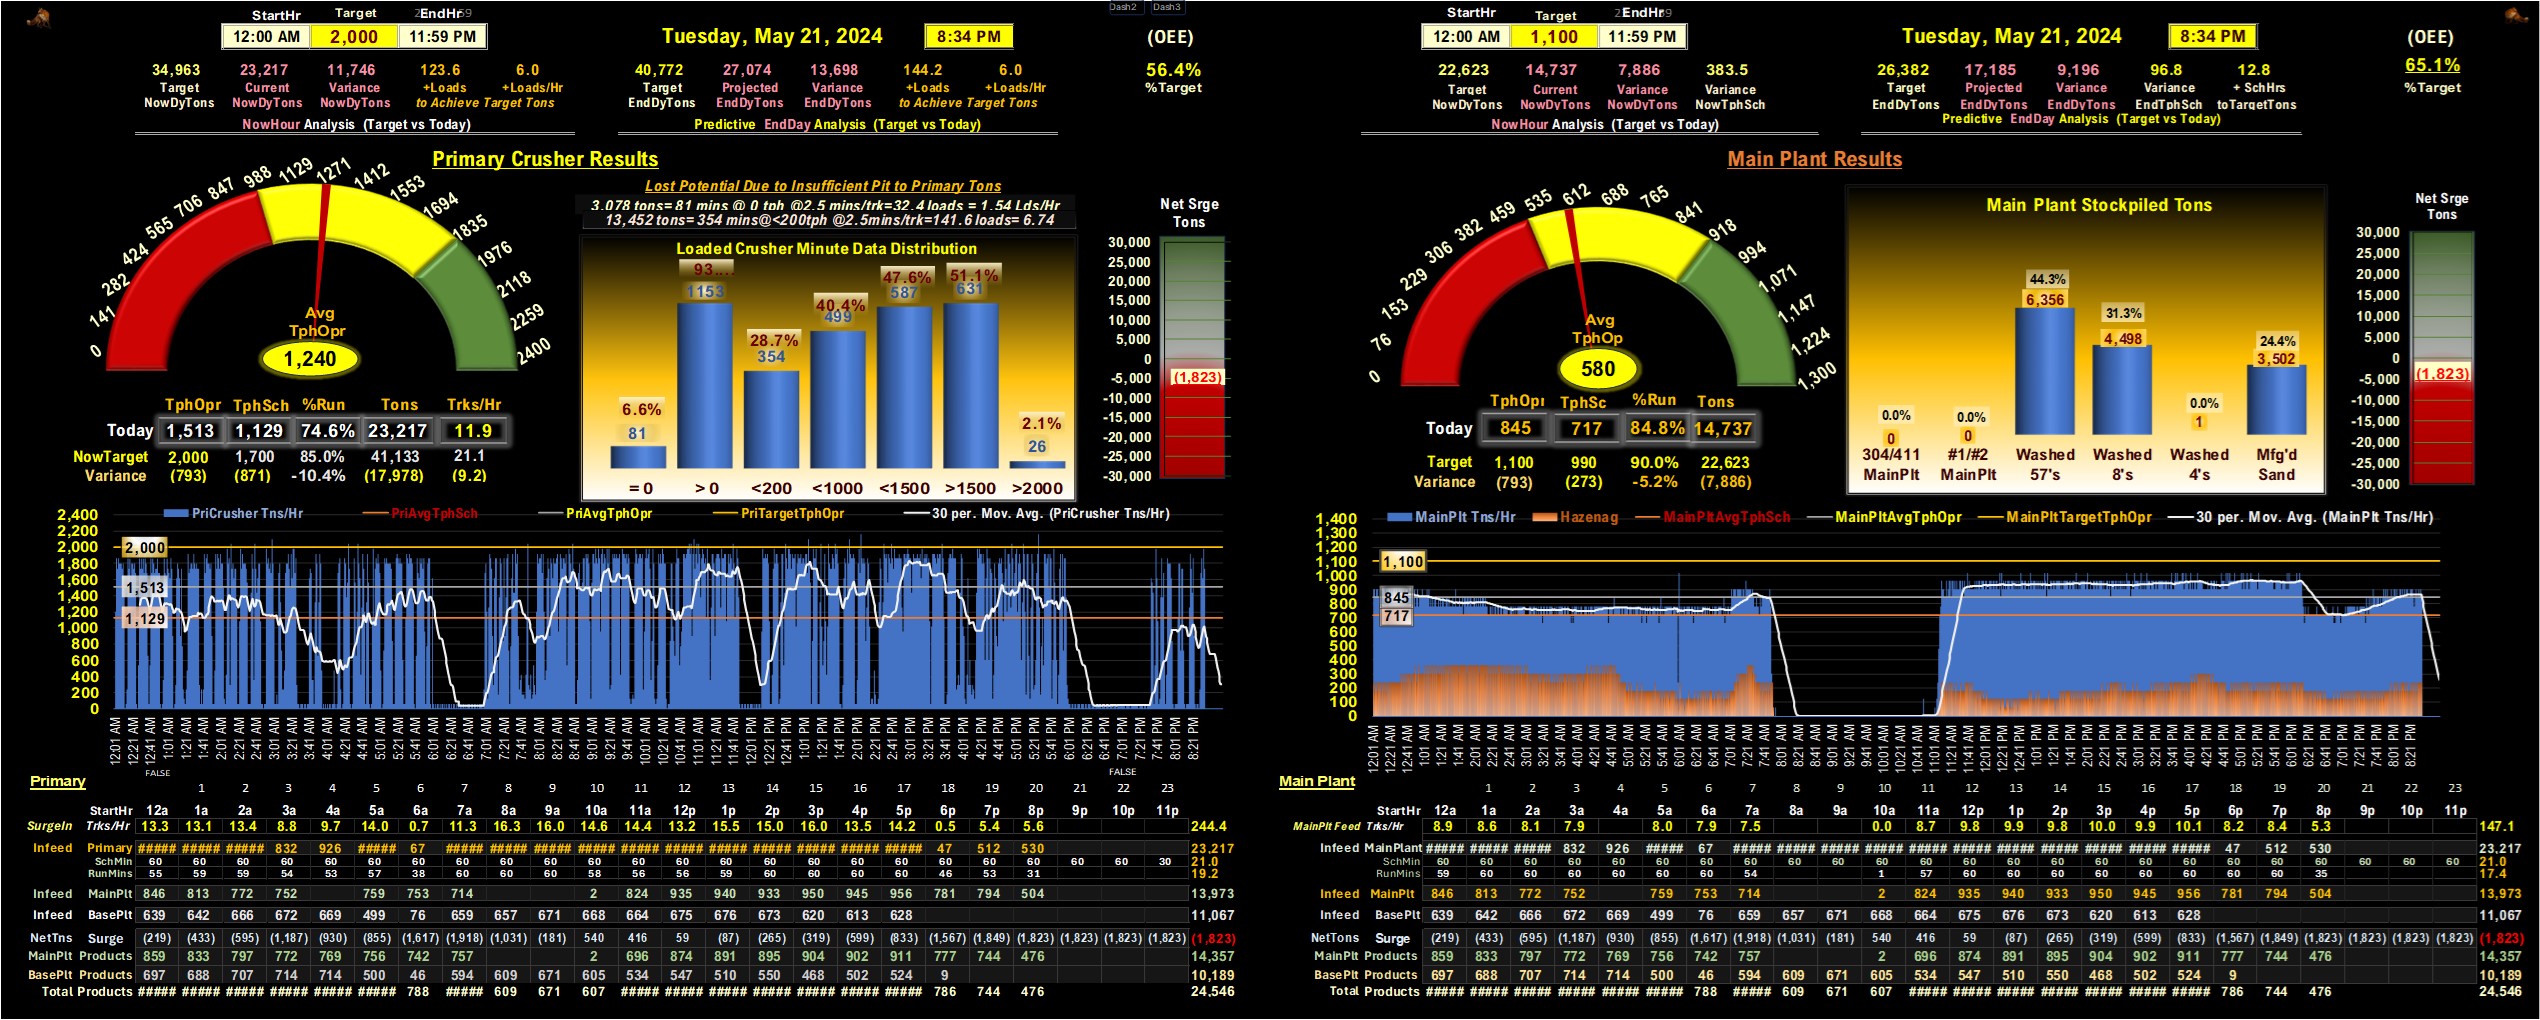 Dash2 Dash3
StartHr Target EndHr
12:00 AM 2,000 11:59 PM
Tuesday, May 21, 2024 8:34 PM
(OEE)
56.4%
%Target
34,963 23,217 11,746 123.6 6.0
Target Current Variance +Loads +Loads/Hr
NowDyTons NowDyTons NowDyTons to Achieve Target Tons
NowHour Analysis (Target vs Today)
40,772 27,074 13,698 144.2 6.0
Target Projected Variance +Loads +Loads/Hr
EndDyTons EndDyTons EndDyTons to Achieve Target Tons
Predictive EndDay Analysis (Target vs Today)
Primary Crusher Results
0 141 282 424 565 706 847 988 1129 1271 1412 1553 1694 1835 1976 2118 2259 2400
Avg
TphOpr
1,240
TphOpr TphSch %Run Tons Trks/Hr
Today 1,513 1,129 74.6% 23,217 11.9
NowTarget 2,000 1,700 85.0% 41,133 21.1
Variance (793) (871) -10.4% (17,978) (9.2)
Lost Potential Due to Insufficient Pit to Primary Tons
3,078 tons= 81 mins @ 0 tph @2.5 mins/trk=32.4 loads = 1.54 Lds/Hr
13,452 tons= 354 mins@<200tph @2.5mins/trk=141.6 loads= 6.74
Loaded Crusher Minute Data Distribution
6.6% 93.... 28.7% 40.4% 47.6% 51.1% 2.1%
81 1153 354 499 587 631 26
= 0 > 0 <200 <1000 <1500 >1500 >2000
Net Srge
Tons
30,000
25,000
20,000
15,000
10,000
5,000
0
-5,000 (1,823)
-10,000
-15,000
-20,000
-25,000
-30,000
PriCrusher Tns/Hr PriAvgTphSch PriAvgTphOpr PriTargetTphOpr 30 per. Mov. Avg. (PriCrusher Tns/Hr)
2,400
2,200
2,000 2,000
1,800
1,600 1,513
1,400
1,200 1,129
1,000
800
600
400
200
0
12:01 AM 12:21 AM 12:41 AM 1:01 AM 1:21 AM 1:41 AM 2:01 AM 2:21 AM 2:41 AM 3:01 AM 3:21 AM 3:41 AM 4:01 AM 4:21 AM 4:41 AM 5:01 AM 5:21 AM 5:41 AM 6:01 AM 6:21 AM 6:41 AM 7:01 AM 7:21 AM 7:41 AM 8:01 AM 8:21 AM 8:41 AM 9:01 AM 9:21 AM 9:41 AM 10:01 AM 10:21 AM 10:41 AM 11:01 AM 11:21 AM 11:41 AM 12:01 PM 12:21 PM 12:41 PM 1:01 PM 1:21 PM 1:41 PM 2:01 PM 2:21 PM 2:41 PM 3:01 PM 3:21 PM 3:41 PM 4:01 PM 4:21 PM 4:41 PM 5:01 PM 5:21 PM 5:41 PM 6:01 PM 6:21 PM 6:41 PM 7:01 PM 7:21 PM 7:41 PM 8:01 PM 8:21 PM
FALSE FALSE
Primary
1 2 3 4 5 6 7 8 9 10 11 12 13 14 15 16 17 18 19 20 21 22 23
StartHr 12a 1a 2a 3a 4a 5a 6a 7a 8a 9a 10a 11a 12p 1p 2p 3p 4p 5p 6p 7p 8p 9p 10p 11p
SurgeIn Trks/Hr 13.3 13.1 13.4 8.8 9.7 14.0 0.7 11.3 16.3 16.0 14.6 14.4 13.2 15.5 15.0 16.0 13.5 14.2 0.5 5.4 5.6 244.4
Infeed Primary ##### ##### ##### 832 926 ##### 67 ##### ##### ##### ##### ##### ##### ##### ##### ##### ##### ##### 47 512 530 23,217
SchMin 60 60 60 60 60 60 60 60 60 60 60 60 60 60 60 60 60 60 60 60 60 60 60 30 21.0
RunMins 55 59 59 54 53 57 38 60 60 60 58 56 56 59 60 60 60 60 46 53 31 19.2
Infeed MainPlt 846 813 772 752 759 753 714 2 824 935 940 933 950 945 956 781 794 504 13,973
Infeed BasePlt 639 642 666 672 669 499 76 659 657 671 668 664 675 676 673 620 613 628 11,067
NetTns Surge (219) (433) (595) (1,187) (930) (855) (1,617) (1,918) (1,031) (181) 540 416 59 (87) (265) (319) (599) (833) (1,567) (1,849) (1,823) (1,823) (1,823) (1,823) (1,823)
MainPlt Products 859 833 797 772 769 756 742 757 2 696 874 891 895 904 902 911 777 744 476 14,357
BasePlt Products 697 688 707 714 714 500 46 594 609 671 605 534 547 510 550 468 502 524 9 10,189
Total Products ##### ##### ##### ##### ##### ##### 788 ##### 609 671 607 ##### ##### ##### ##### ##### ##### ##### 786 744 476 24,546
StartHr Target EndHr
12:00 AM 1,100 11:59 PM
Tuesday, May 21, 2024 8:34 PM
(OEE)
65.1%
%Target
22,623 14,737 7,886 383.5
Target Current Variance Variance
NowDyTons NowDyTons NowDyTons NowTphSch
NowHour Analysis (Target vs Today)
26,382 17,185 9,196 96.8 12.8
Target Projected Variance Variance + SchHrs
EndDyTons EndDyTons EndDyTons EndTphSch toTargetTons
Predictive EndDay Analysis (Target vs Today)
Main Plant Results
0 76 153 229 306 382 459 535 612 688 765 841 918 994 1,071 1,147 1,224 1,300
Avg
TphOp
580
TphOpr TphSc %Run Tons
Today 845 717 84.8% 14,737
Target 1,100 990 90.0% 22,623
Variance (793) (273) -5.2% (7,886)
Main Plant Stockpiled Tons
0.0% 0.0% 44.3% 31.3% 0.0% 24.4%
0 0 6,356 4,498 1 3,502
304/411 #1/#2 Washed Washed Washed Mfg'd
MainPlt MainPlt 57's 8's 4's Sand
Net Srge
Tons
30,000
25,000
20,000
15,000
10,000
5,000
0
-5,000 (1,823)
-10,000
-15,000
-20,000
-25,000
-30,000
MainPlt Tns/Hr Hazenag MainPltAvgTphSch MainPltAvgTphOpr MainPltTargetTphOpr 30 per. Mov. Avg. (MainPlt Tns/Hr)
1,400
1,300
1,200
1,100 1,100
1,000
900
800 845
700 717
600
500
400
300
200
100
0
12:01 AM 12:21 AM 12:41 AM 1:01 AM 1:21 AM 1:41 AM 2:01 AM 2:21 AM 2:41 AM 3:01 AM 3:21 AM 3:41 AM 4:01 AM 4:21 AM 4:41 AM 5:01 AM 5:21 AM 5:41 AM 6:01 AM 6:21 AM 6:41 AM 7:01 AM 7:21 AM 7:41 AM 8:01 AM 8:21 AM 8:41 AM 9:01 AM 9:21 AM 9:41 AM 10:01 AM 10:21 AM 10:41 AM 11:01 AM 11:21 AM 11:41 AM 12:01 PM 12:21 PM 12:41 PM 1:01 PM 1:21 PM 1:41 PM 2:01 PM 2:21 PM 2:41 PM 3:01 PM 3:21 PM 3:41 PM 4:01 PM 4:21 PM 4:41 PM 5:01 PM 5:21 PM 5:41 PM 6:01 PM 6:21 PM 6:41 PM 7:01 PM 7:21 PM 7:41 PM 8:01 PM 8:21 PM
Main Plant
1 2 3 4 5 6 7 8 9 10 11 12 13 14 15 16 17 18 19 20 21 22 23
StartHr 12a 1a 2a 3a 4a 5a 6a 7a 8a 9a 10a 11a 12p 1p 2p 3p 4p 5p 6p 7p 8p 9p 10p 11p
MainPlt Feed Trks/Hr 8.9 8.6 8.1 7.9 8.0 7.9 7.5 0.0 8.7 9.8 9.9 9.8 10.0 9.9 10.1 8.2 8.4 5.3 147.1
Infeed MainPlant ##### ##### ##### 832 926 ##### 67 ##### ##### ##### ##### ##### ##### ##### ##### ##### ##### ##### 47 512 530 23,217
SchMin 60 60 60 60 60 60 60 60 60 60 60 60 60 60 60 60 60 60 60 60 60 60 60 60 21.0
RunMins 59 60 60 60 60 60 54 1 57 60 60 60 60 60 60 60 60 35 17.4
Infeed MainPlt 846 813 772 752 759 753 714 2 824 935 940 933 950 945 956 781 794 504 13,973
Infeed BasePlt 639 642 666 672 669 499 76 659 657 671 668 664 675 676 673 620 613 628 11,067
NetTons Surge (219) (433) (595) (1,187) (930) (855) (1,617) (1,918) (1,031) (181) 540 416 59 (87) (265) (319) (599) (833) (1,567) (1,849) (1,823) (1,823) (1,823) (1,823) (1,823)
MainPlt Products 859 833 797 772 769 756 742 757 2 696 874 891 895 904 902 911 777 744 476 14,357
BasePlt Products 697 688 707 714 714 500 46 594 609 671 605 534 547 510 550 468 502 524 9 10,189
Total Products ##### ##### ##### ##### ##### ##### 788 ##### 609 671 607 ##### ##### ##### ##### ##### ##### ##### 786 744 476 24,546